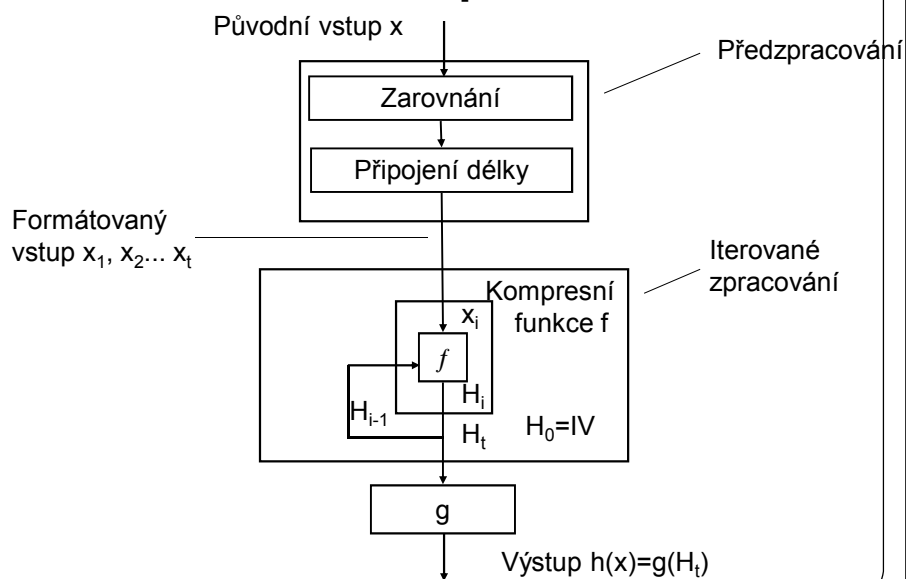 Původní vstup x
Předzpracování
Zarovnání
Připojení délky
Formátovaný
vstup x₁, x₂... xₜ
Iterované
zpracování
Kompresní
funkce f
xᵢ
f
Hᵢ
Hᵢ₋₁
Hₜ
H₀=IV
g
Výstup h(x)=g(Hₜ)